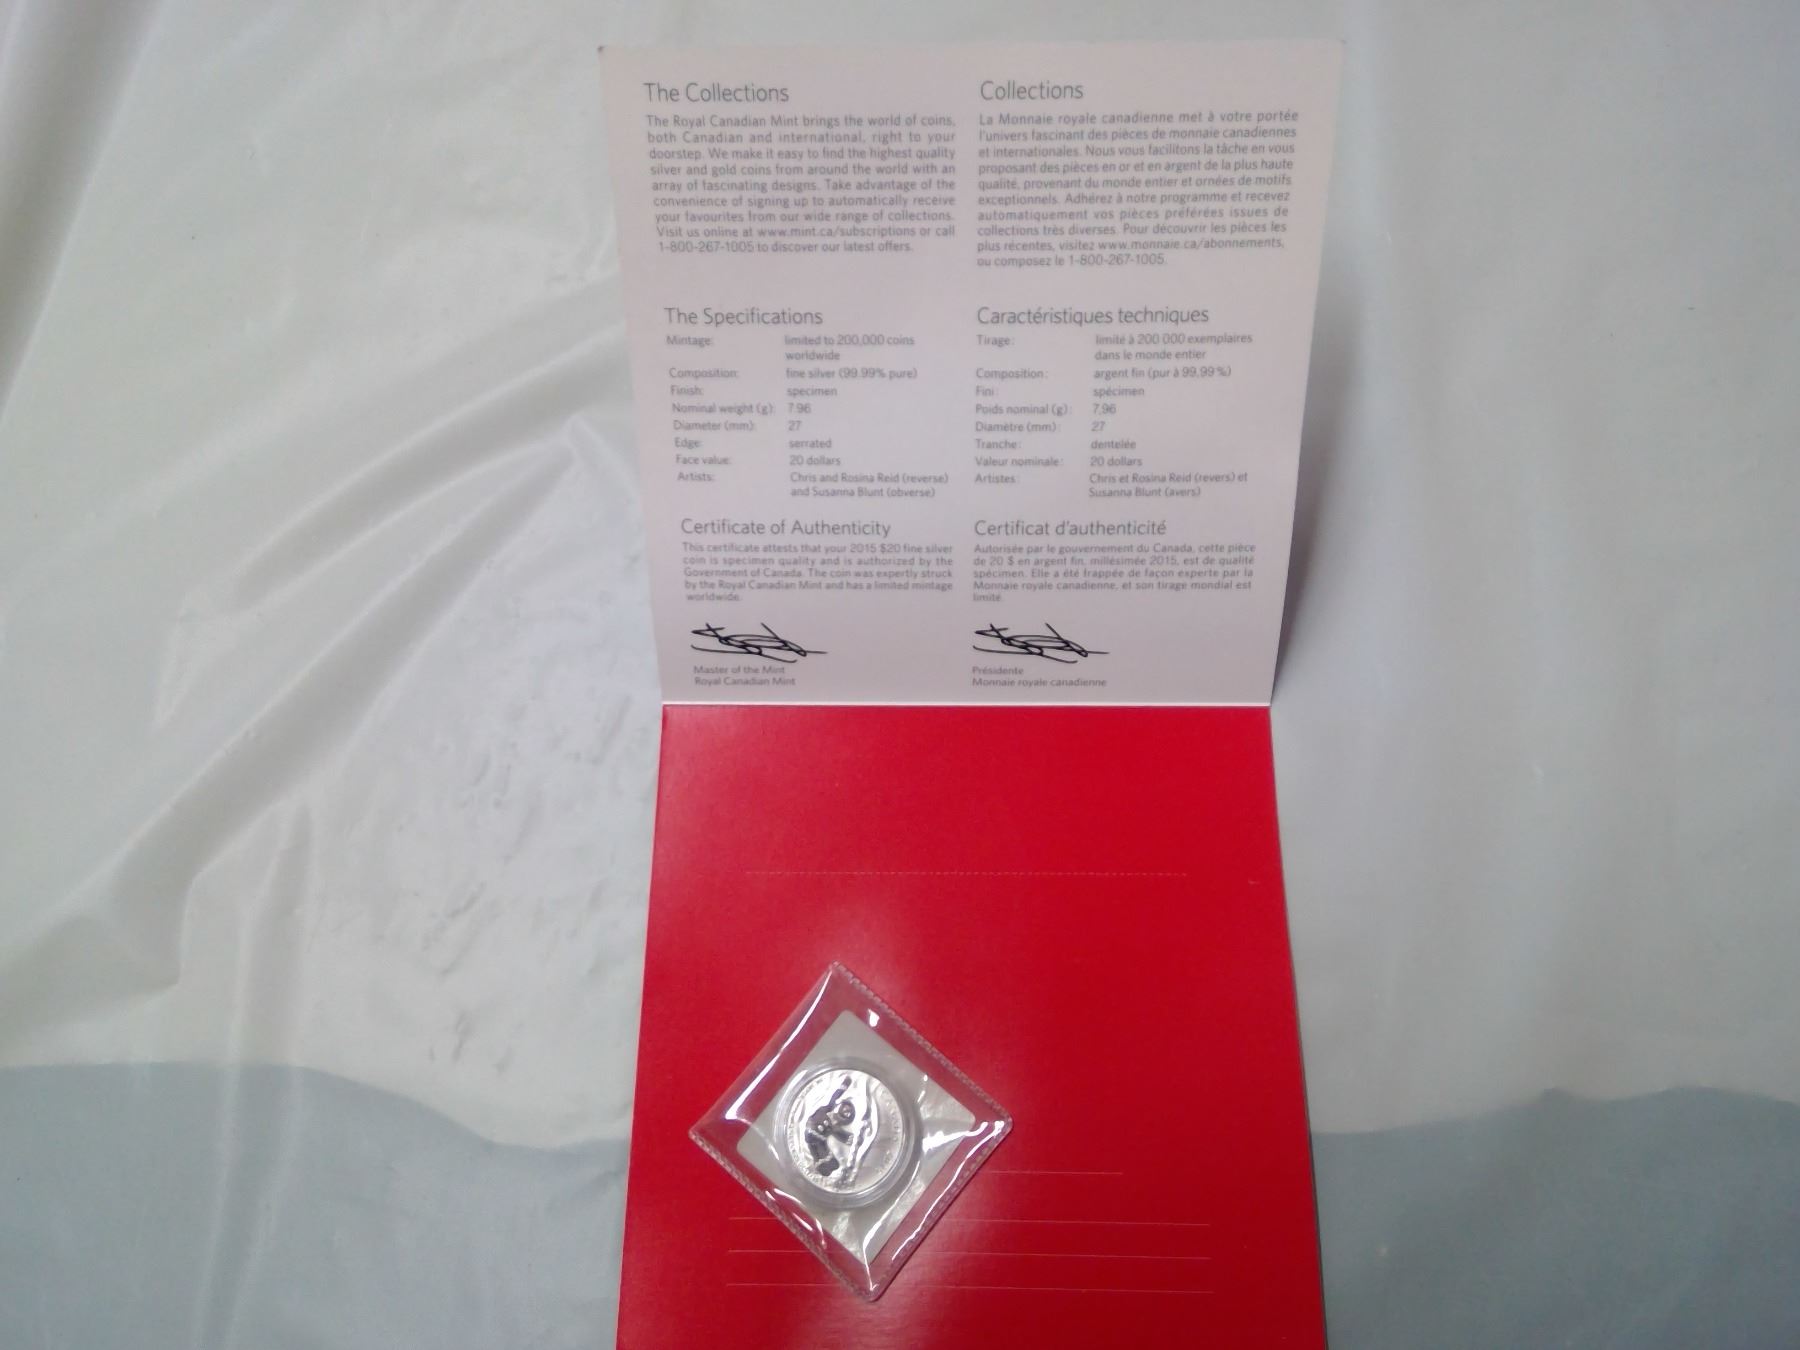 The Collections
The Royal Canadian Mint brings the world of coins,
both Canadian and international, right to your
doorstep. We make it easy to find the highest quality
silver and gold coins from around the world with an
array of fascinating designs. Take advantage of the
convenience of signing up to automatically receive
your favourites from our wide range of collections.
Visit us online at www.mint.ca/subscriptions or call
1-800-267-1005 to discover our latest offers.
Collections
La Monnaie royale canadienne met à votre portée
l'univers fascinant des pièces de monnaie canadiennes
et internationales. Nous vous facilitons la tâche en vous
proposant des pièces en or et en argent de la plus haute
qualité, provenant du monde entier et ornées de motifs
exceptionnels. Adhérez à notre programme et recevez
automatiquement vos pièces préférées issues de
collections très diverses. Pour découvrir les pièces les
plus récentes, visitez www.monnaie.ca/abonnements,
ou composez le 1-800-267-1005.
The Specifications
Mintage: limited to 200,000 coins
worldwide
Composition: fine silver (99.99% pure)
Finish: specimen
Nominal weight (g): 7.96
Diameter (mm): 27
Edge: serrated
Face value: 20 dollars
Artists: Chris and Rosina Reid (reverse)
and Susanna Blunt (obverse)
Caractéristiques techniques
Tirage: limité à 200 000 exemplaires
dans le monde entier
Composition: argent fin (pur à 99,99 %)
Fini: spécimen
Poids nominal (g): 7,96
Diamètre (mm): 27
Tranche: dentelée
Valeur nominale: 20 dollars
Artistes: Chris et Rosina Reid (revers) et
Susanna Blunt (avers)
Certificate of Authenticity
This certificate attests that your 2015 $20 fine silver
coin is specimen quality and is authorized by the
Government of Canada. The coin was expertly struck
by the Royal Canadian Mint and has a limited mintage
worldwide.
Master of the Mint
Royal Canadian Mint
Certificat d'authenticité
Autorisée par le gouvernement du Canada, cette pièce
de 20 $ en argent fin, millésimée 2015, est de qualité
spécimen. Elle a été frappée de façon experte par la
Monnaie royale canadienne, et son tirage mondial est
limité.
Présidente
Monnaie royale canadienne